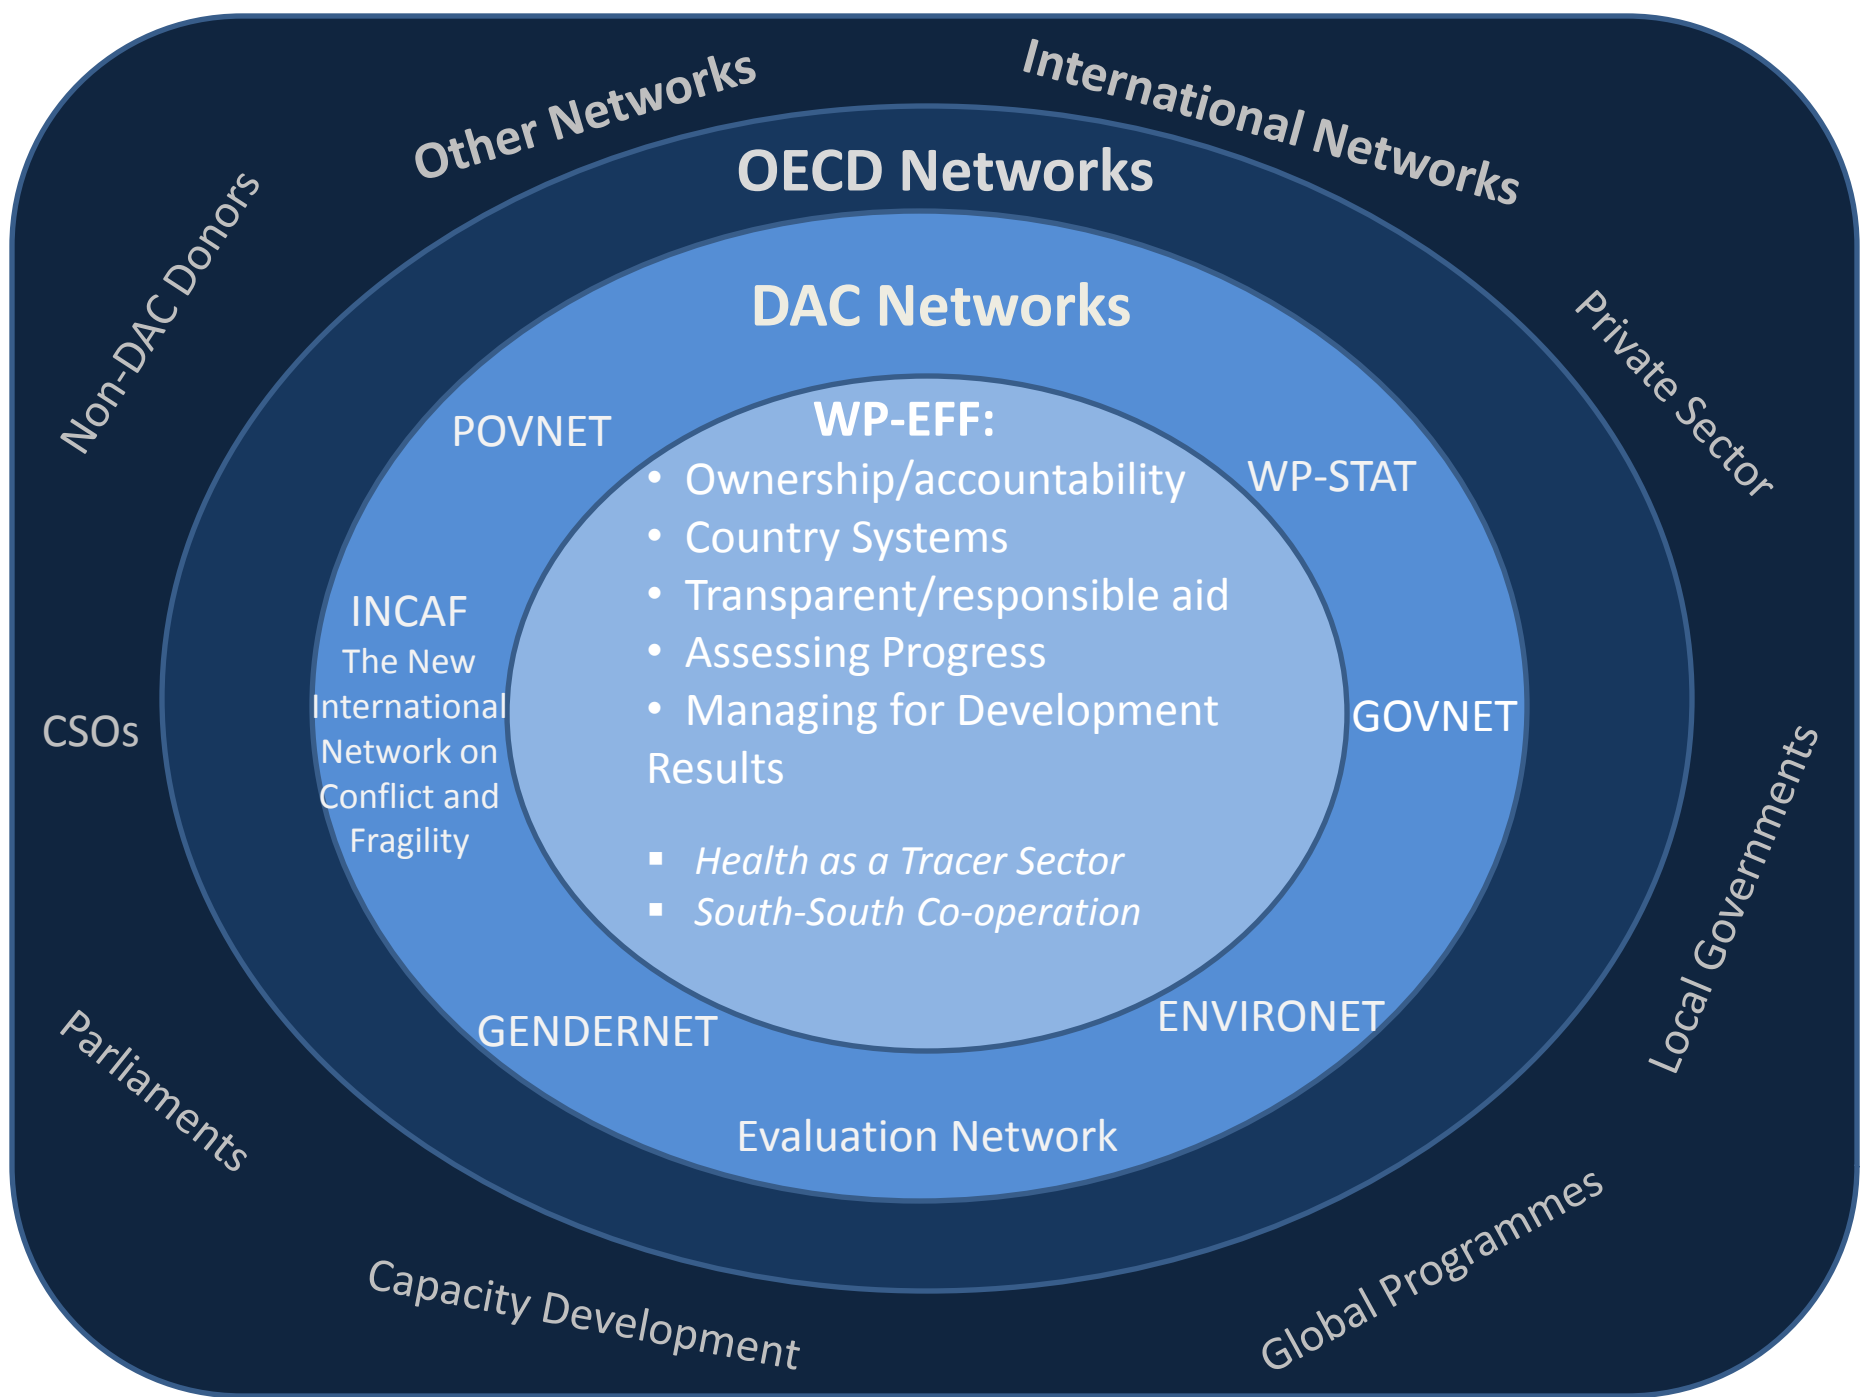 Other Networks
International Networks
OECD Networks
Non-DAC Donors
Private Sector
DAC Networks
POVNET
WP-STAT
WP-EFF:
• Ownership/accountability
• Country Systems
• Transparent/responsible aid
• Assessing Progress
• Managing for Development
Results
▪ Health as a Tracer Sector
▪ South-South Co-operation
INCAF
The New
International
Network on
Conflict and
Fragility
GOVNET
CSOs
Local Governments
GENDERNET
ENVIRONET
Evaluation Network
Parliaments
Capacity Development
Global Programmes